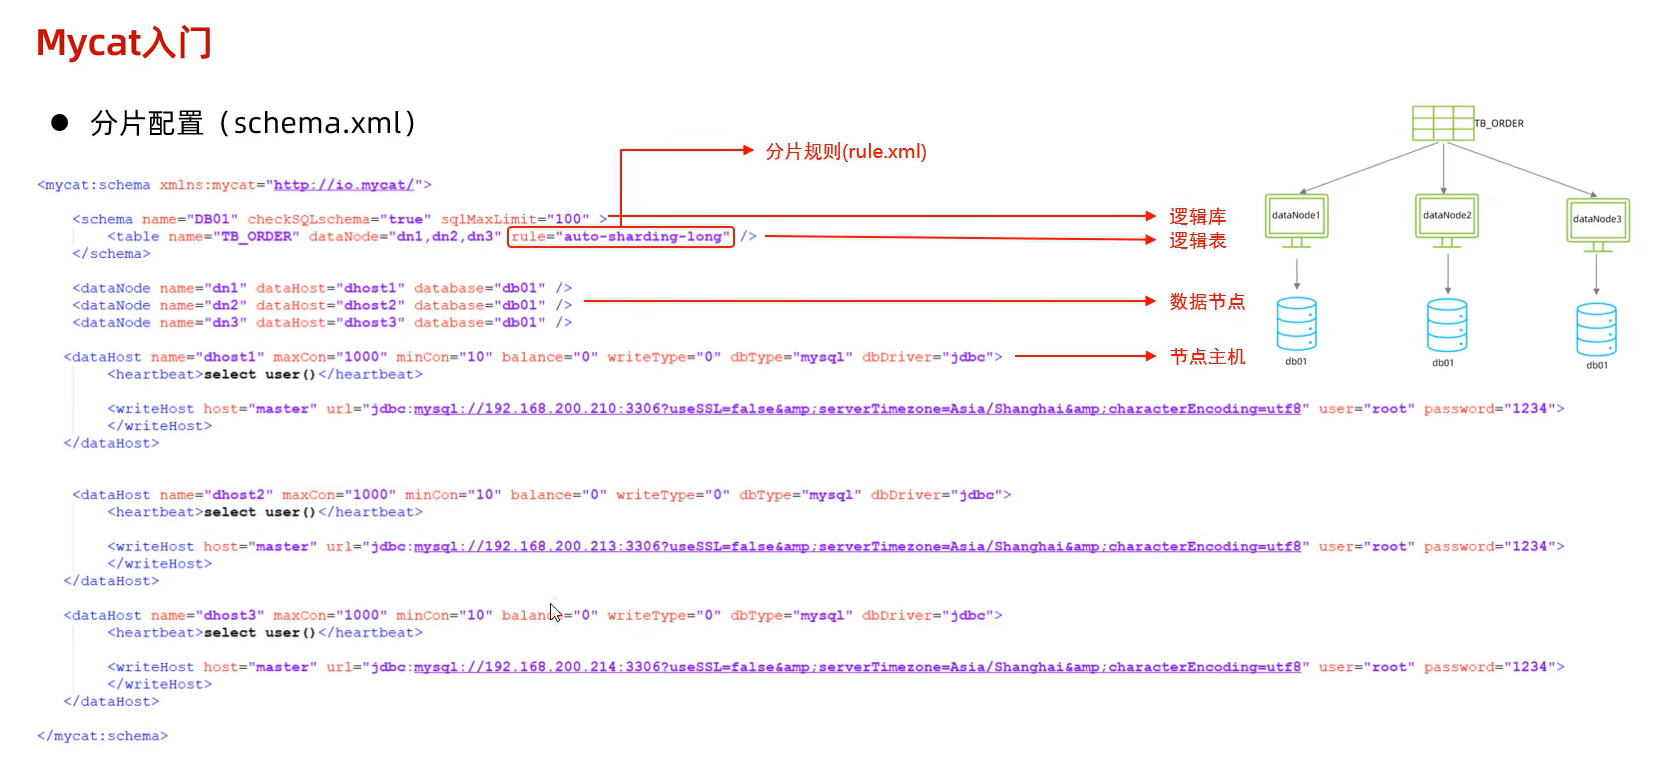 Mycat入门
● 分片配置（schema.xml）
分片规则(rule.xml)
<mycat:schema xmlns:mycat="http://io.mycat/">
<schema name="DB01" checkSQLschema="true" sqlMaxLimit="100" >
逻辑库
<table name="TB_ORDER" dataNode="dn1,dn2,dn3" rule="auto-sharding-long" />
逻辑表
</schema>
<dataNode name="dn1" dataHost="dhost1" database="db01" />
<dataNode name="dn2" dataHost="dhost2" database="db01" />
数据节点
<dataNode name="dn3" dataHost="dhost3" database="db01" />
<dataHost name="dhost1" maxCon="1000" minCon="10" balance="0" writeType="0" dbType="mysql" dbDriver="jdbc">
节点主机
<heartbeat>select user()</heartbeat>
<writeHost host="master" url="jdbc:mysql://192.168.200.210:3306?useSSL=false&amp;serverTimezone=Asia/Shanghai&amp;characterEncoding=utf8" user="root" password="1234">
</writeHost>
</dataHost>
<dataHost name="dhost2" maxCon="1000" minCon="10" balance="0" writeType="0" dbType="mysql" dbDriver="jdbc">
<heartbeat>select user()</heartbeat>
<writeHost host="master" url="jdbc:mysql://192.168.200.213:3306?useSSL=false&amp;serverTimezone=Asia/Shanghai&amp;characterEncoding=utf8" user="root" password="1234">
</writeHost>
</dataHost>
<dataHost name="dhost3" maxCon="1000" minCon="10" balance="0" writeType="0" dbType="mysql" dbDriver="jdbc">
<heartbeat>select user()</heartbeat>
<writeHost host="master" url="jdbc:mysql://192.168.200.214:3306?useSSL=false&amp;serverTimezone=Asia/Shanghai&amp;characterEncoding=utf8" user="root" password="1234">
</writeHost>
</dataHost>
</mycat:schema>
TB_ORDER
dataNode1
dataNode2
dataNode3
db01
db01
db01